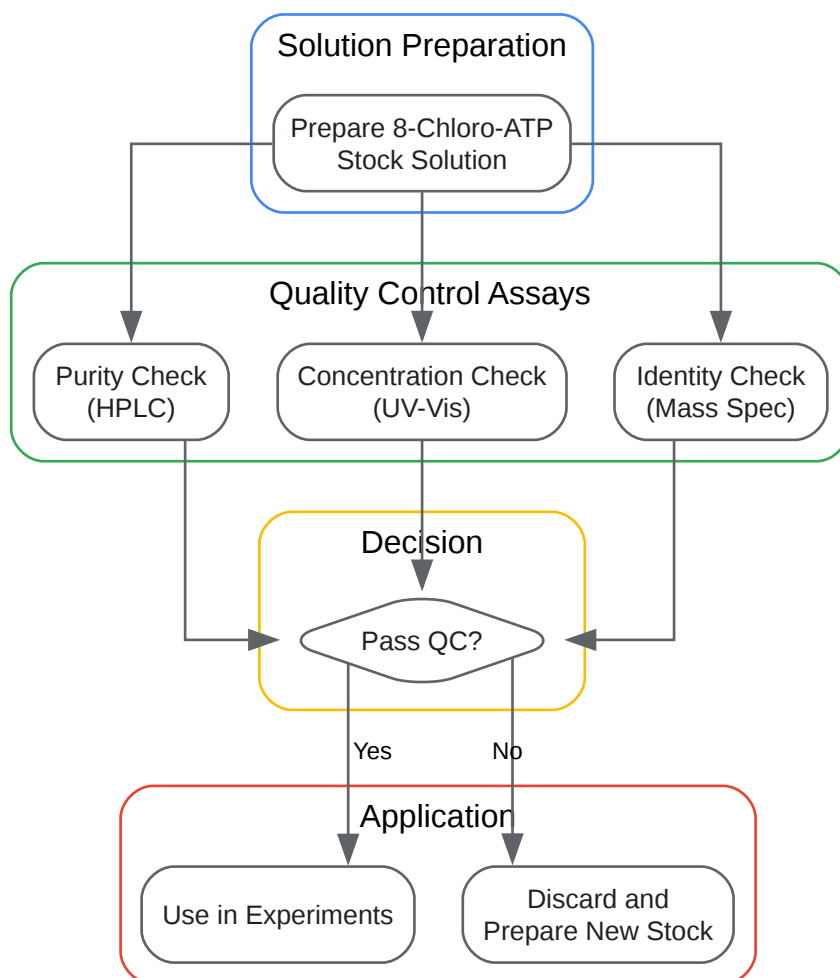 Solution Preparation
Prepare 8-Chloro-ATP
Stock Solution
Quality Control Assays
Purity Check
(HPLC)
Concentration Check
(UV-Vis)
Identity Check
(Mass Spec)
Decision
Pass QC?
Yes
No
Application
Use in Experiments
Discard and
Prepare New Stock